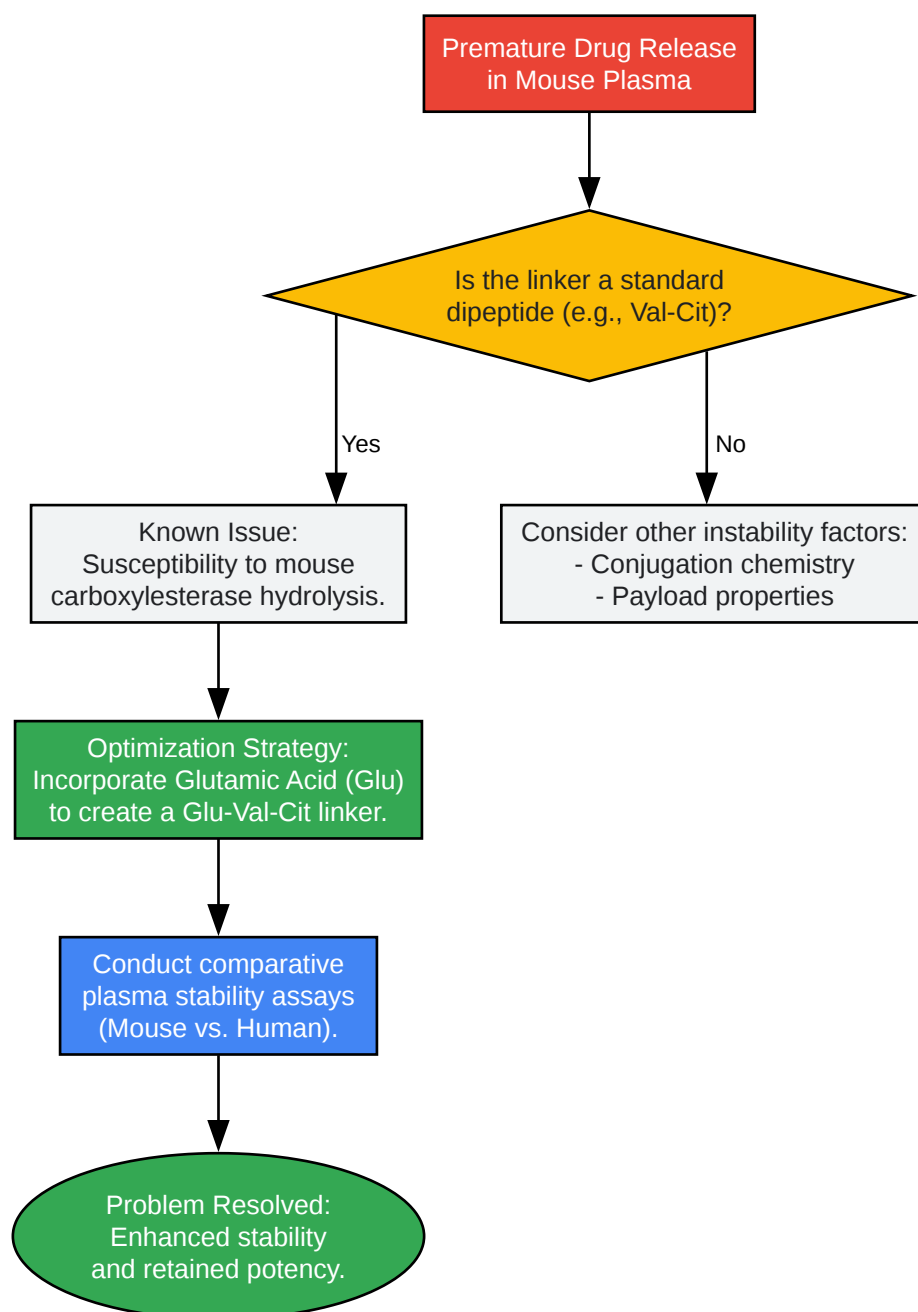 Premature Drug Release
in Mouse Plasma
Is the linker a standard
dipeptide (e.g., Val-Cit)?
Yes
No
Known Issue:
Susceptibility to mouse
carboxylesterase hydrolysis.
Consider other instability factors:
- Conjugation chemistry
- Payload properties
Optimization Strategy:
Incorporate Glutamic Acid (Glu)
to create a Glu-Val-Cit linker.
Conduct comparative
plasma stability assays
(Mouse vs. Human).
Problem Resolved:
Enhanced stability
and retained potency.